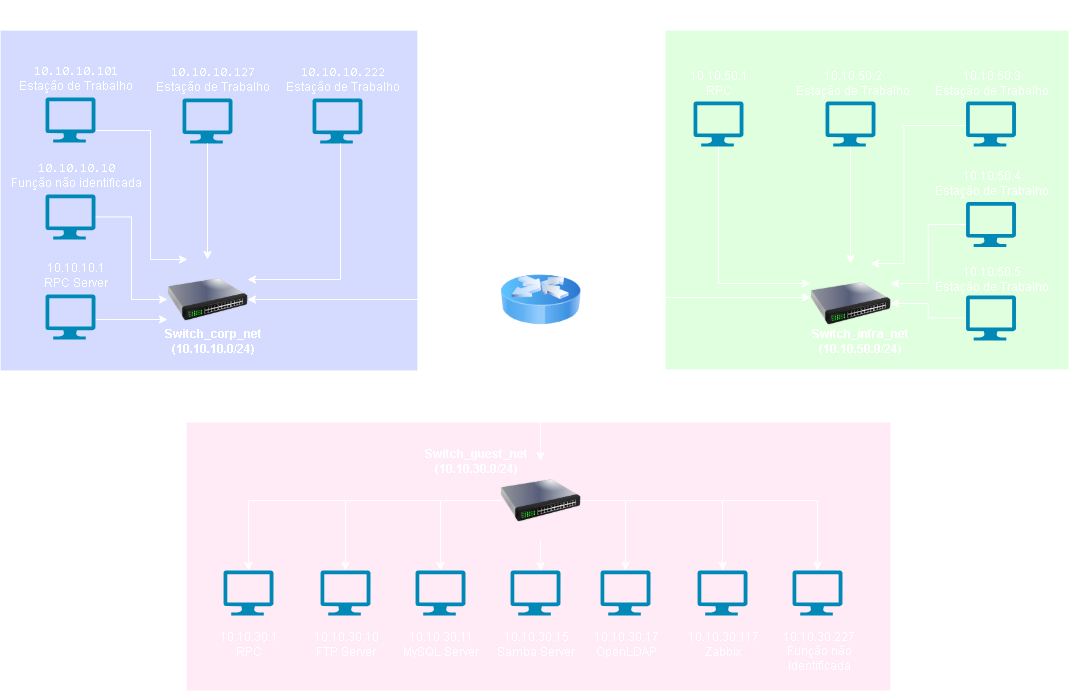 10.10.10.101
Estação de Trabalho
10.10.10.127
Estação de Trabalho
10.10.10.222
Estação de Trabalho
10.10.10.10
Função não identificada
10.10.10.1
RPC Server
Switch_corp_net
(10.10.10.0/24)
10.10.50.1
RPC
10.10.50.2
Estação de Trabalho
10.10.50.3
Estação de Trabalho
10.10.50.4
Estação de Trabalho
10.10.50.5
Estação de Trabalho
Switch_infra_net
(10.10.50.0/24)
Switch_guest_net
(10.10.30.0/24)
10.10.30.1
RPC
10.10.30.10
FTP Server
10.10.30.11
MySQL Server
10.10.30.15
Samba Server
10.10.30.17
OpenLDAP
10.10.30.117
Zabbix
10.10.30.227
Função não
identificada